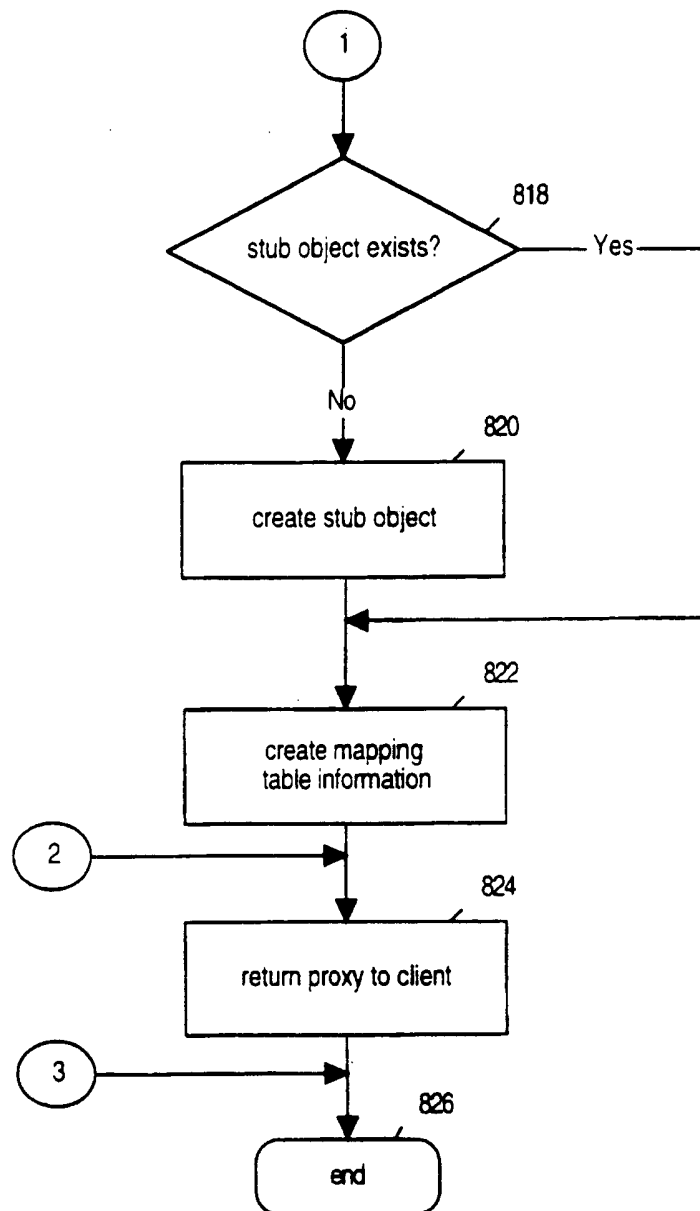 1
818
stub object exists?
Yes
No
820
create stub object
822
create mapping
table information
2
824
return proxy to client
3
826
end